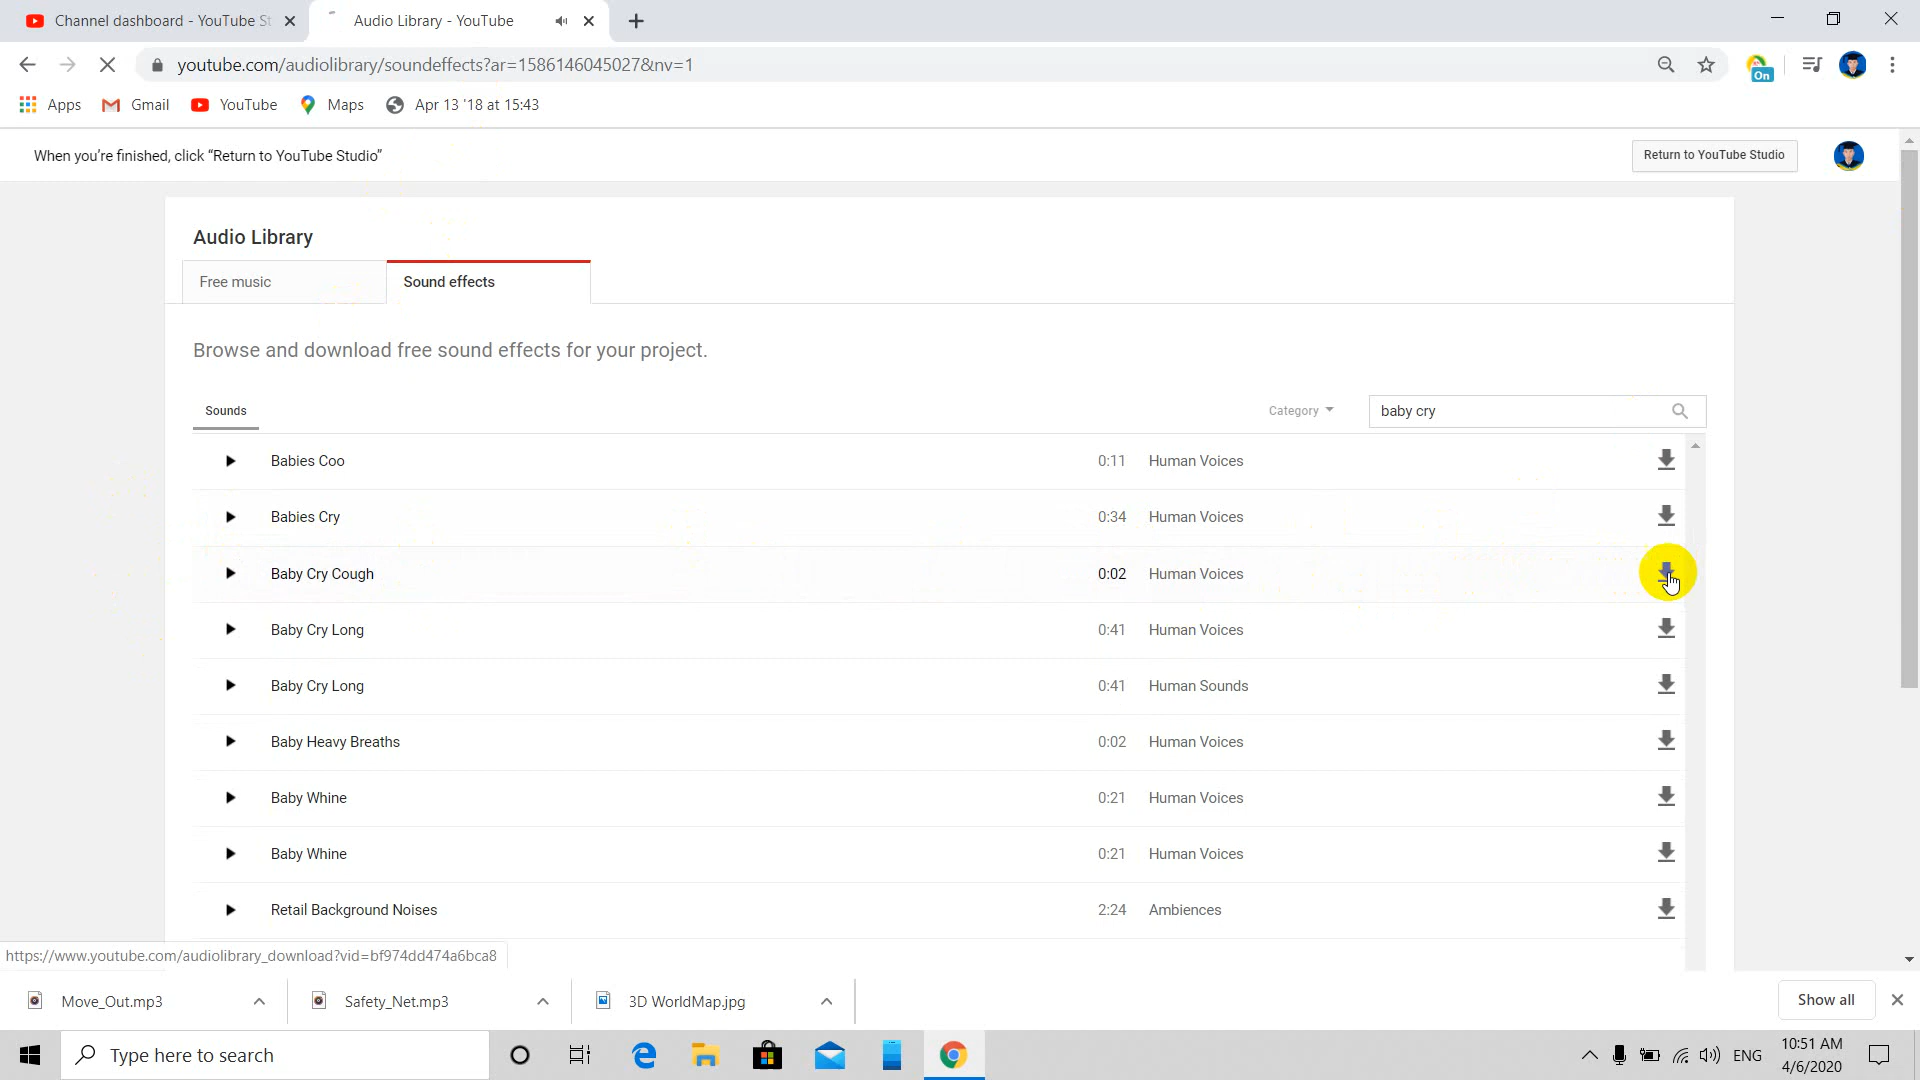 Channel dashboard - YouTube St
Audio Library - YouTube
youtube.com/audiolibrary/soundeffects?ar=1586146045027&nv=1
On
Apps
Gmail
YouTube
Maps
Apr 13 '18 at 15:43
When you're finished, click “Return to YouTube Studio”
Return to YouTube Studio
Audio Library
Free music
Sound effects
Browse and download free sound effects for your project.
Sounds
Category
baby cry
Babies Coo 0:11 Human Voices
Babies Cry 0:34 Human Voices
Baby Cry Cough 0:02 Human Voices
Baby Cry Long 0:41 Human Voices
Baby Cry Long 0:41 Human Sounds
Baby Heavy Breaths 0:02 Human Voices
Baby Whine 0:21 Human Voices
Baby Whine 0:21 Human Voices
Retail Background Noises 2:24 Ambiences
https://www.youtube.com/audiolibrary_download?vid=bf974dd474a6bca8
Move_Out.mp3
Safety_Net.mp3
3D WorldMap.jpg
Show all
Type here to search
ENG
10:51 AM
4/6/2020